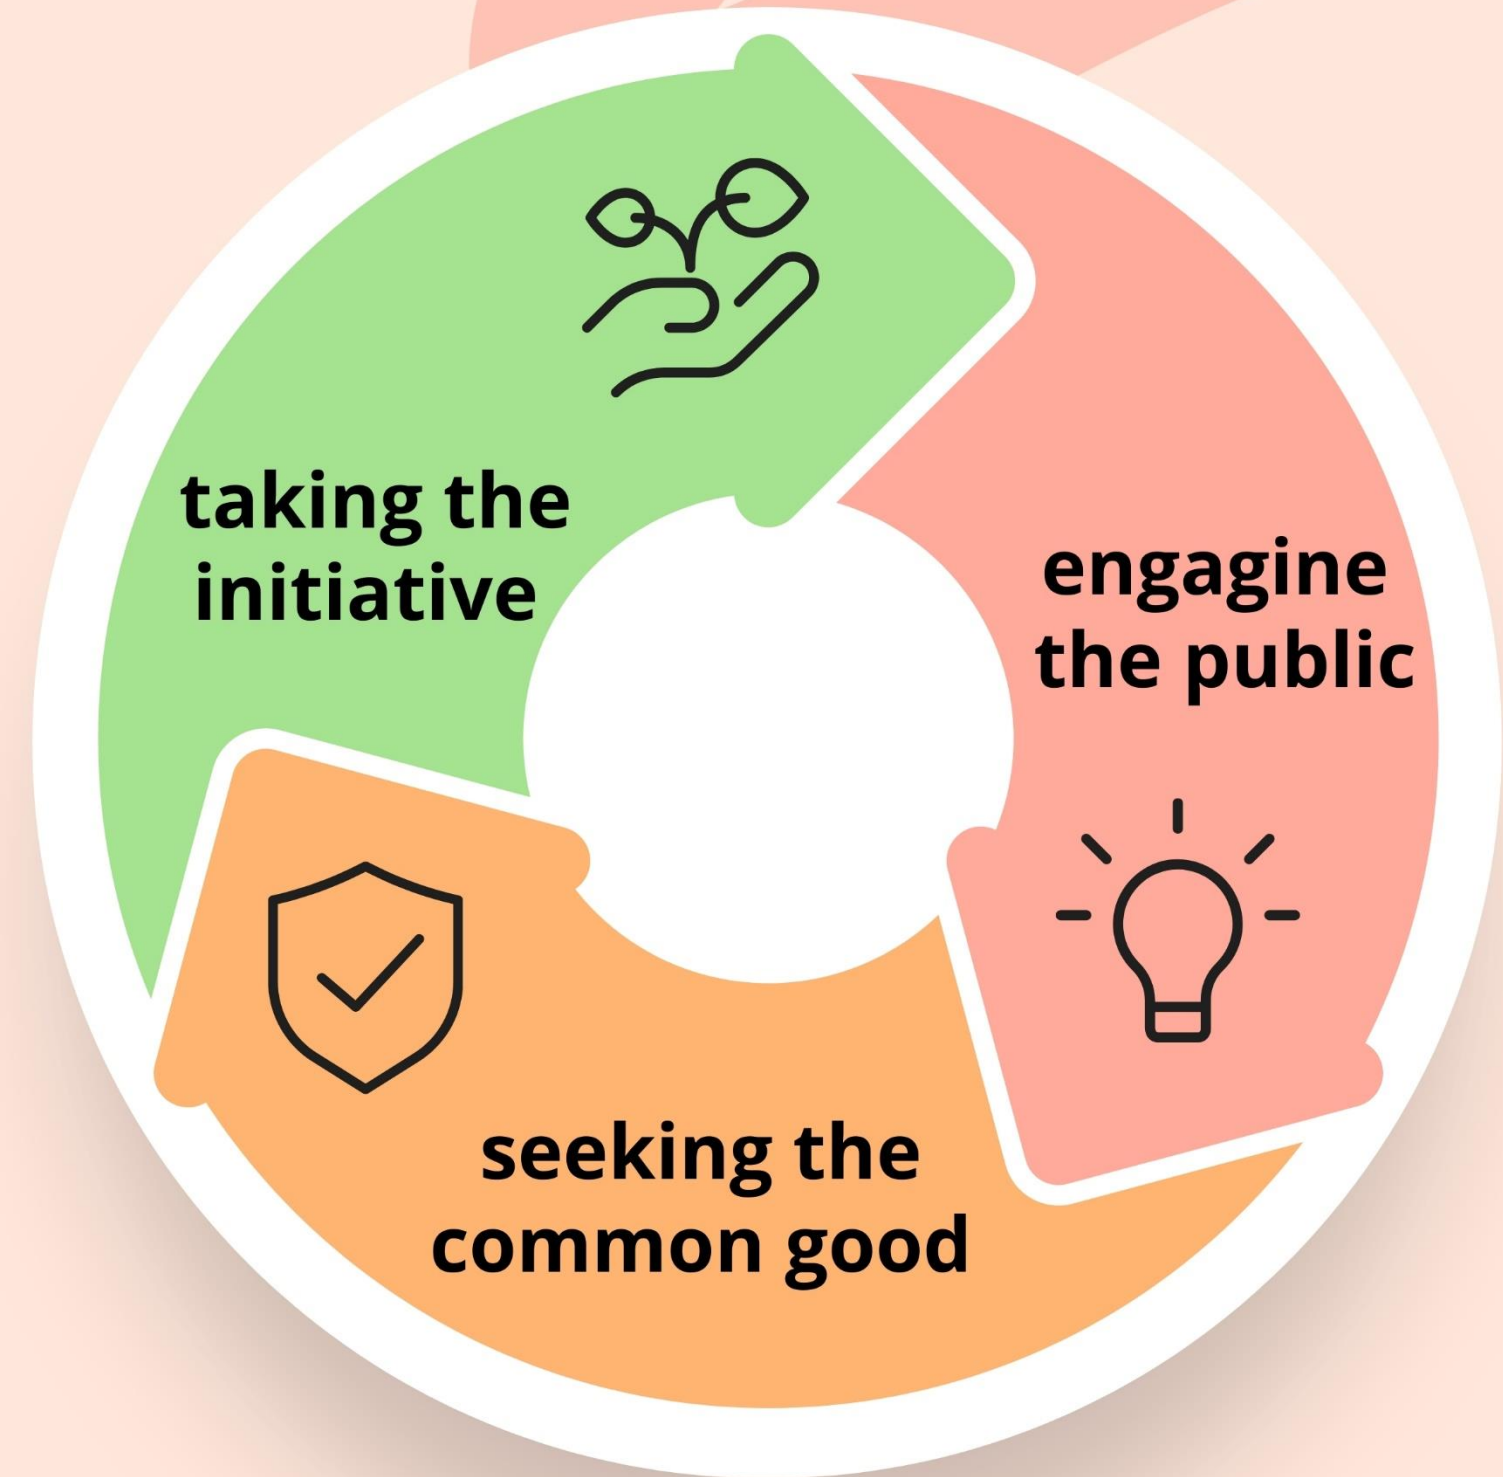 taking the
initiative
engagine
the public
seeking the
common good